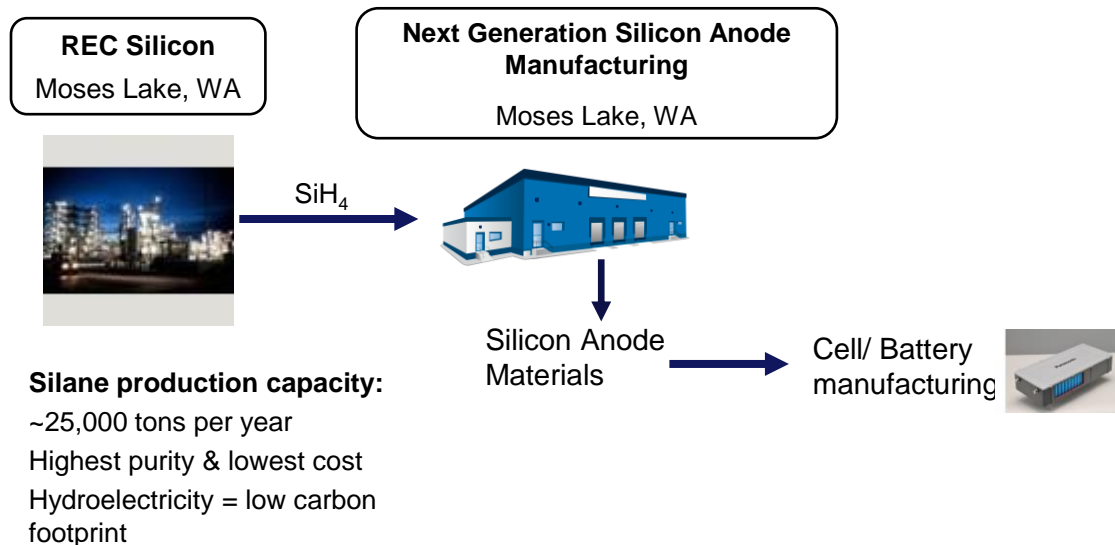 REC Silicon
Moses Lake, WA
Next Generation Silicon Anode
Manufacturing
Moses Lake, WA
SiH₄
Silicon Anode
Materials
Cell/ Battery
manufacturing
Panasonic
Silane production capacity:
~25,000 tons per year
Highest purity & lowest cost
Hydroelectricity = low carbon
footprint